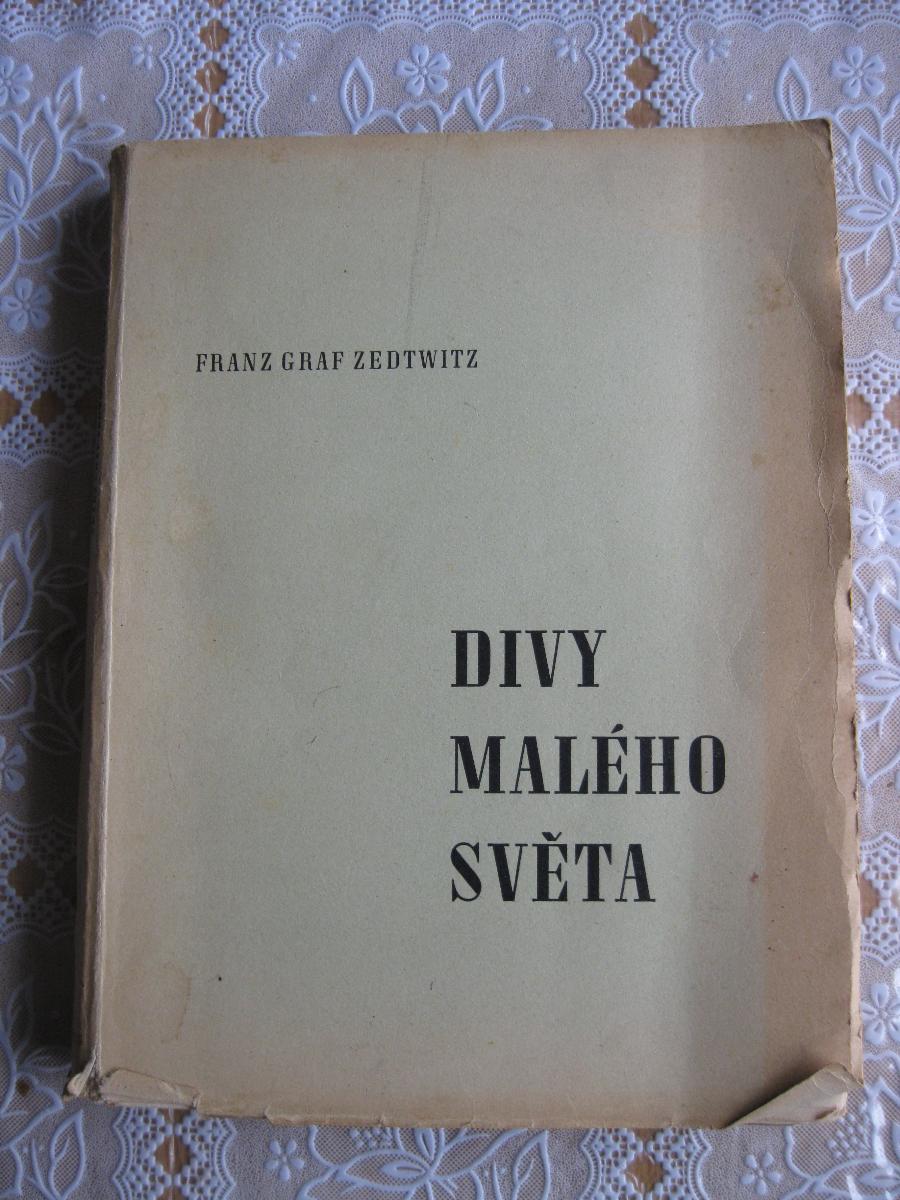 FRANZ GRAF ZEDTWITZ
DIVY
MALÉHO
SVĚTA